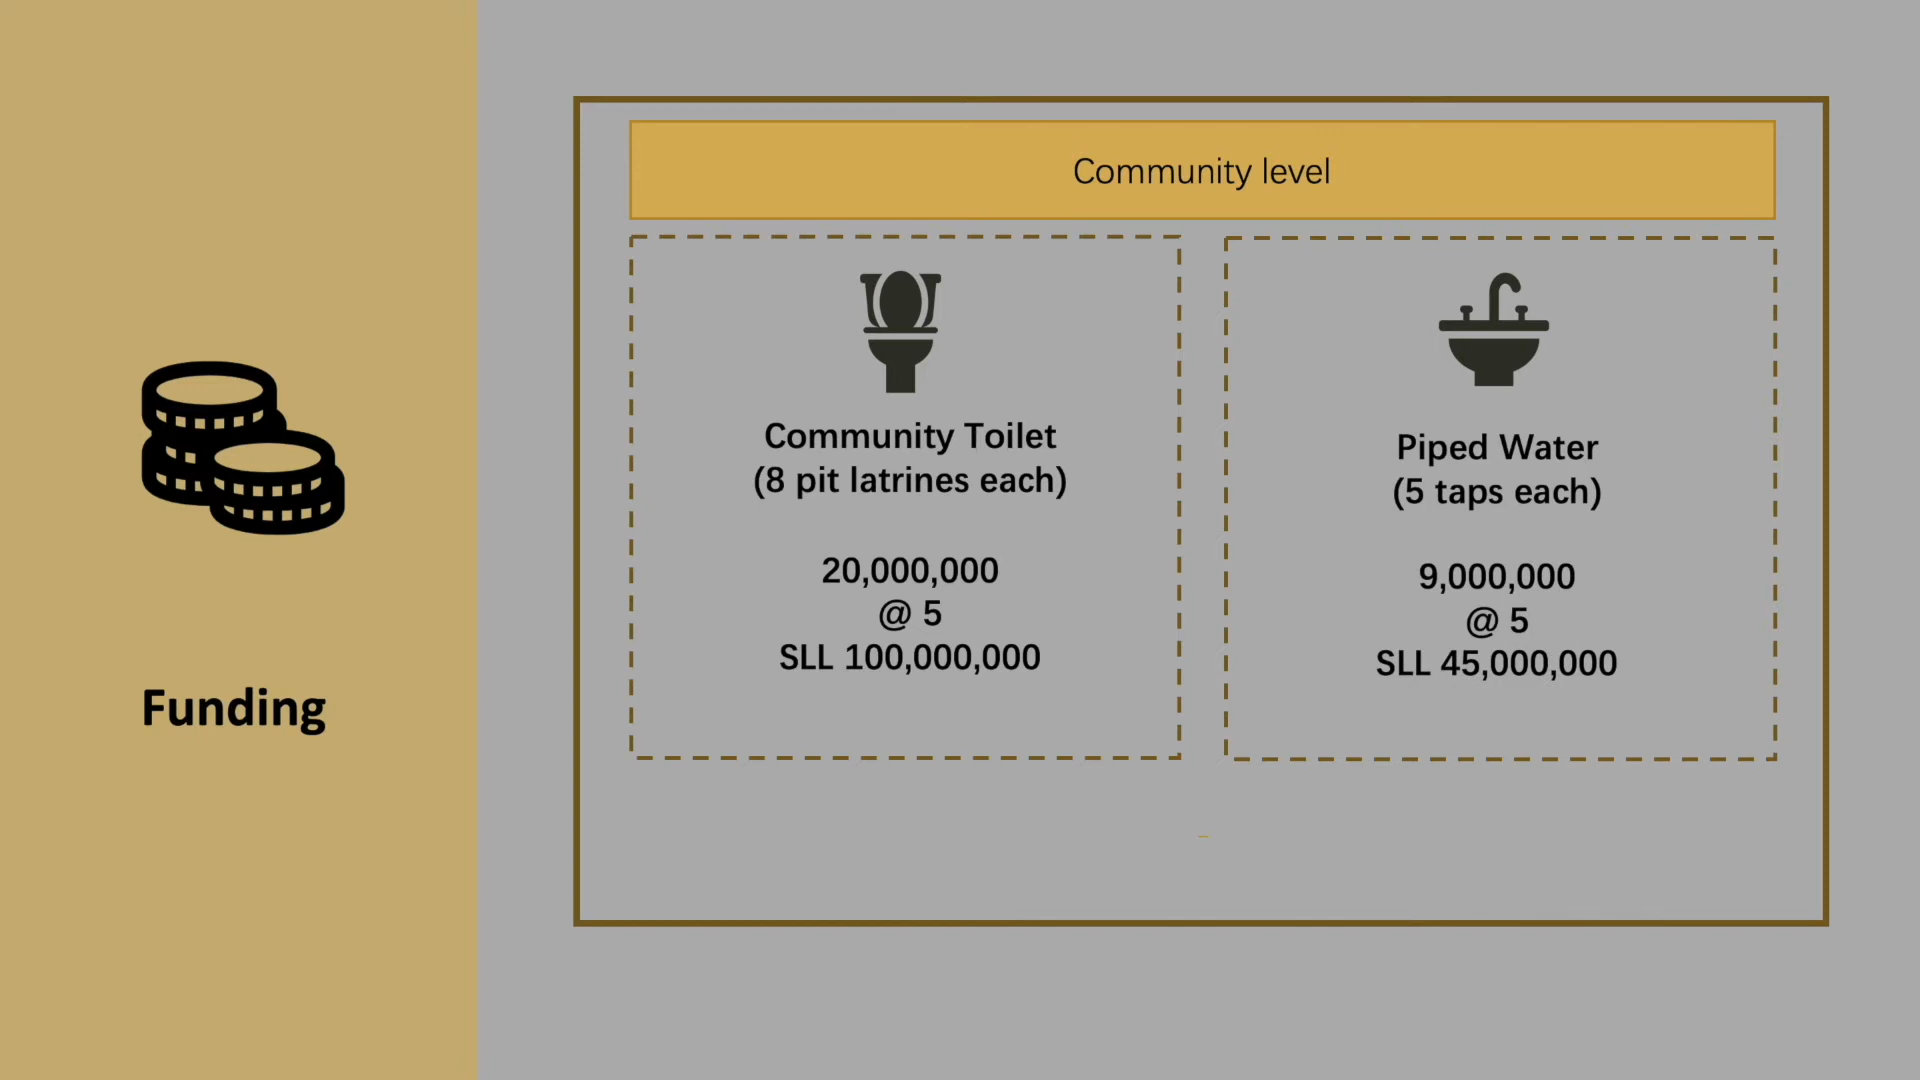 Funding
Community level
Community Toilet
(8 pit latrines each)
20,000,000
@ 5
SLL 100,000,000
Piped Water
(5 taps each)
9,000,000
@ 5
SLL 45,000,000